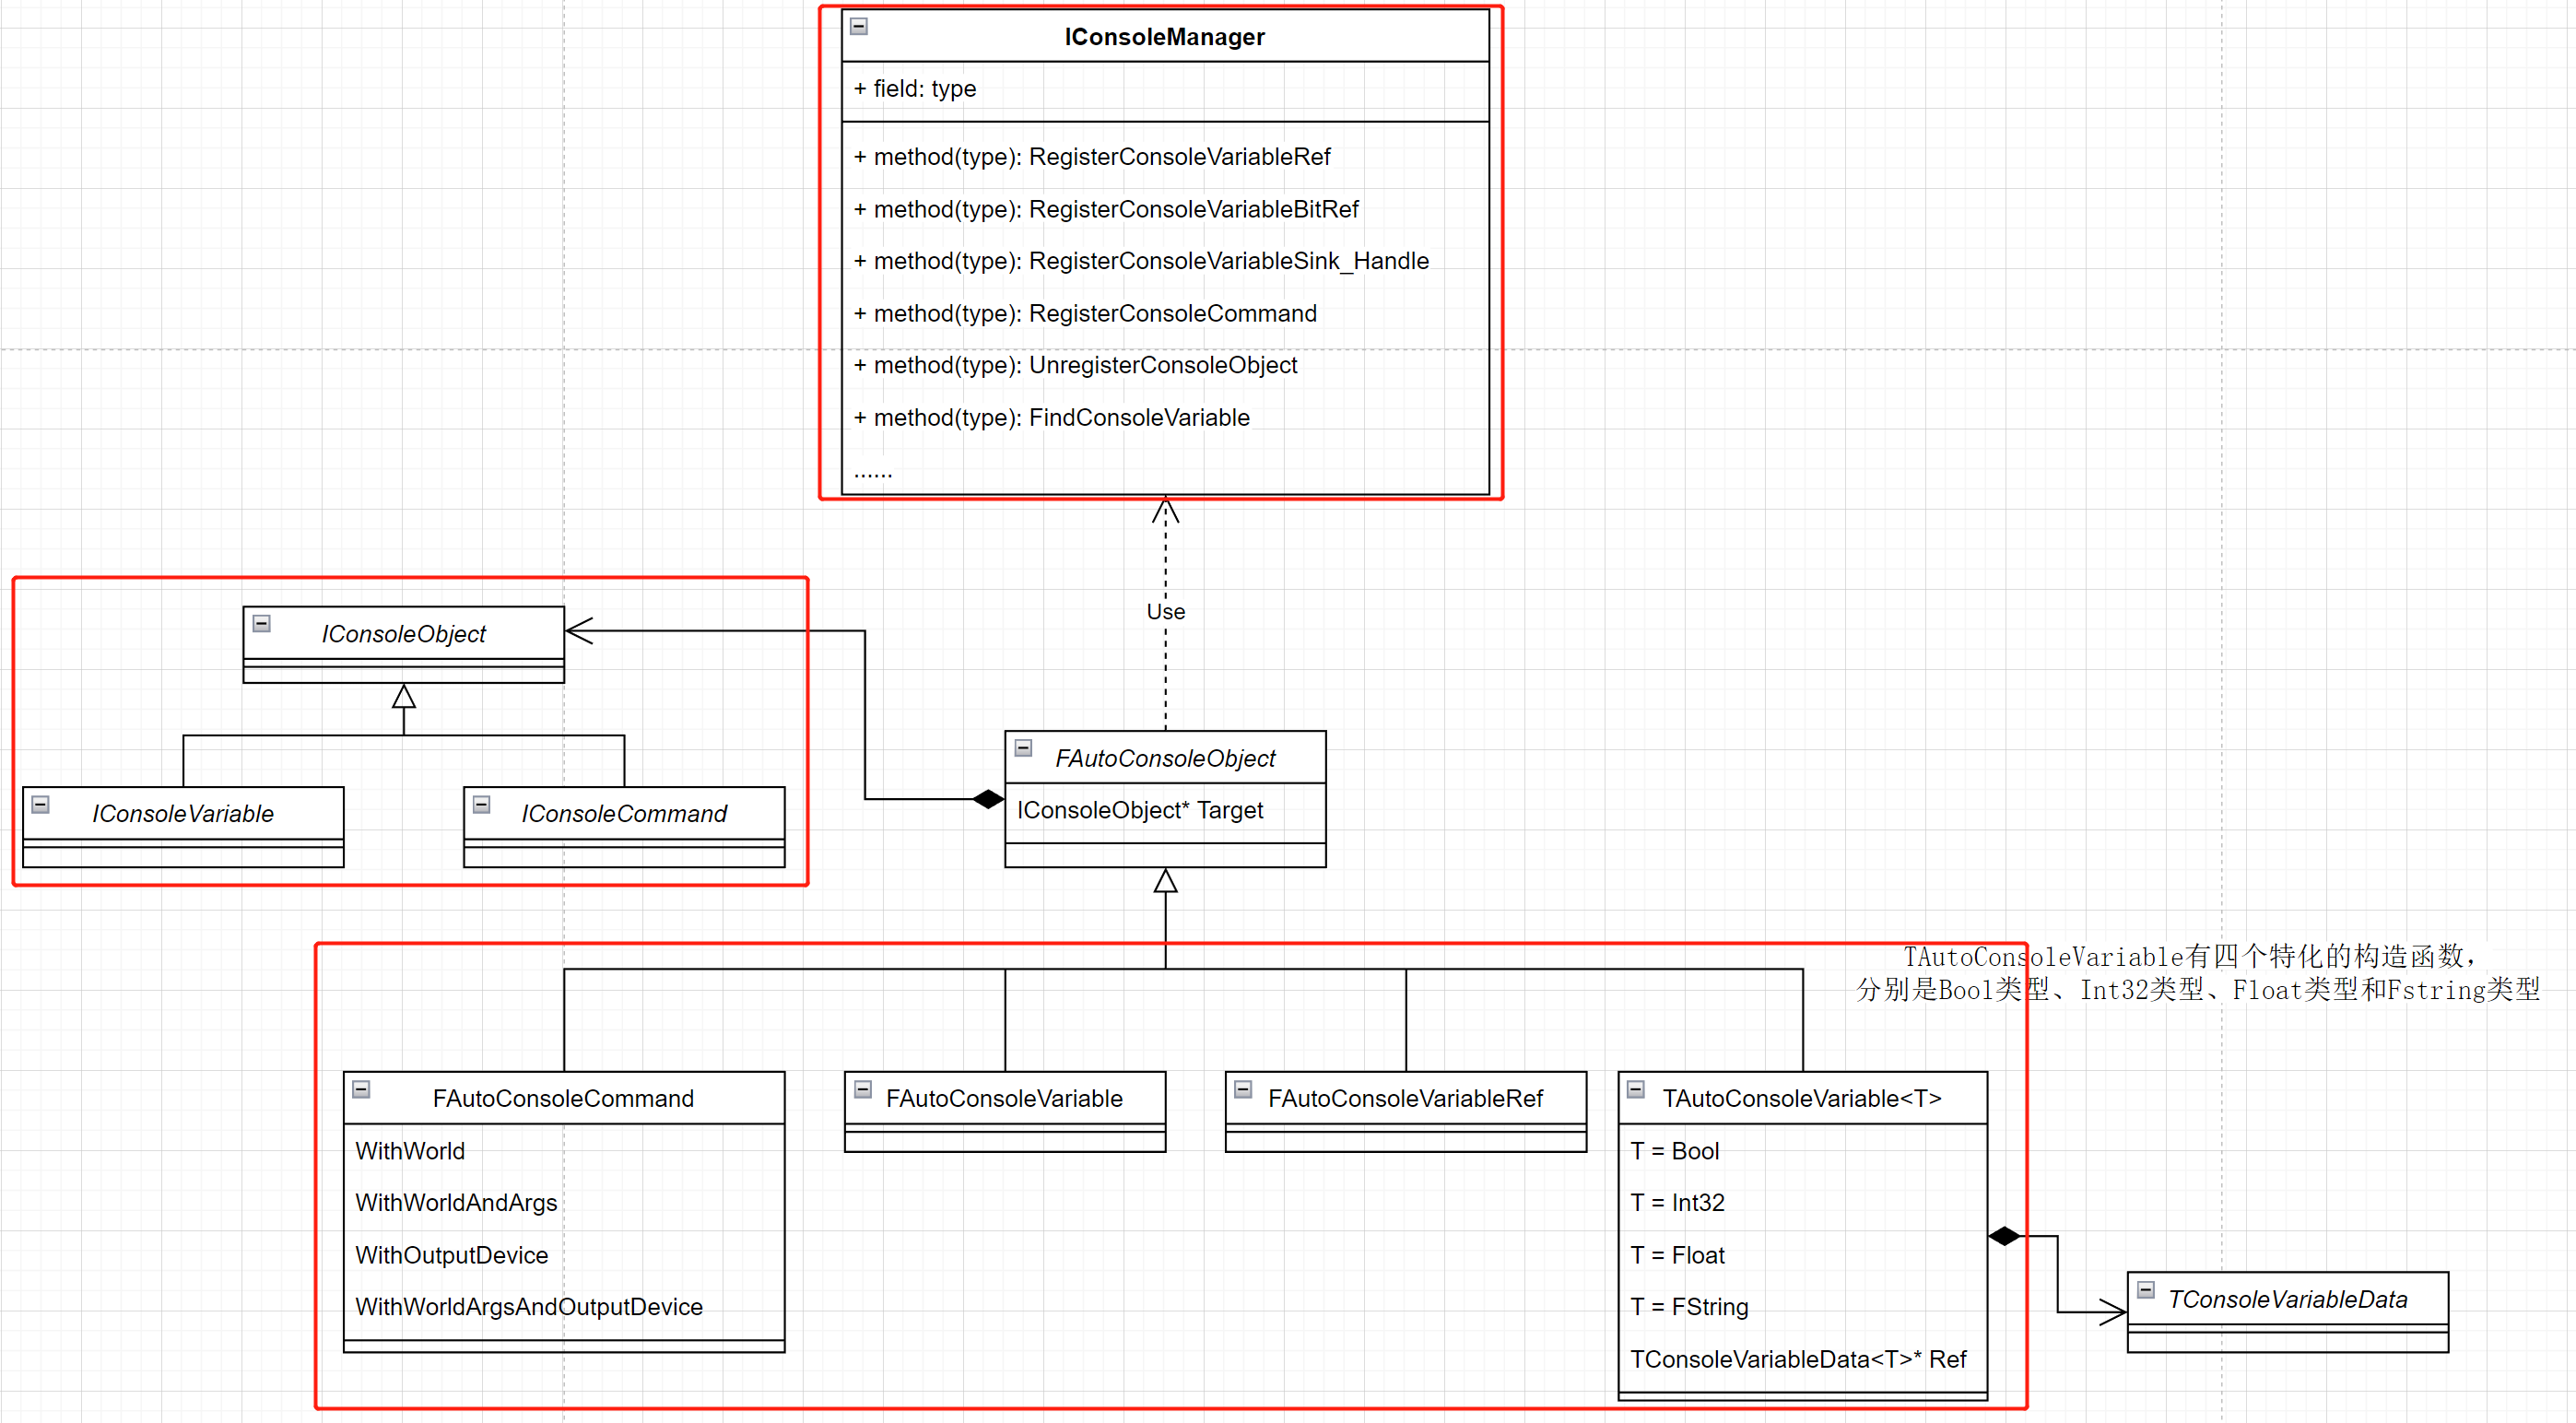 IConsoleManager
+ field: type
+ method(type): RegisterConsoleVariableRef
+ method(type): RegisterConsoleVariableBitRef
+ method(type): RegisterConsoleVariableSink_Handle
+ method(type): RegisterConsoleCommand
+ method(type): UnregisterConsoleObject
+ method(type): FindConsoleVariable
......
Use
IConsoleObject
IConsoleVariable
IConsoleCommand
FAutoConsoleObject
IConsoleObject* Target
TAutoConsoleVariable有四个特化的构造函数，
分别是Bool类型、Int32类型、Float类型和Fstring类型
FAutoConsoleCommand
WithWorld
WithWorldAndArgs
WithOutputDevice
WithWorldArgsAndOutputDevice
FAutoConsoleVariable
FAutoConsoleVariableRef
TAutoConsoleVariable<T>
T = Bool
T = Int32
T = Float
T = FString
TConsoleVariableData<T>* Ref
TConsoleVariableData